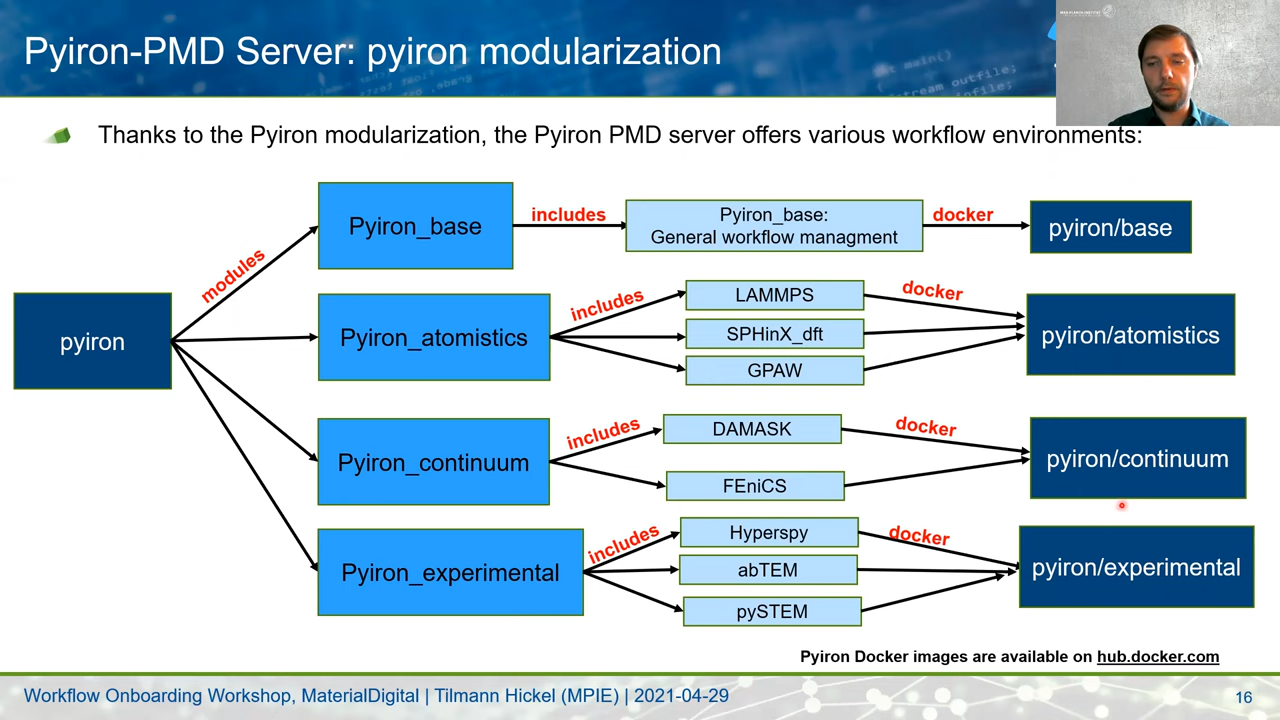 Pyiron-PMD Server: pyiron modularization
Thanks to the Pyiron modularization, the Pyiron PMD server offers various workflow environments:
pyiron
modules
Pyiron_base
includes
Pyiron_base:
General workflow managment
docker
pyiron/base
Pyiron_atomistics
includes
LAMMPS
SPHinX_dft
GPAW
docker
pyiron/atomistics
Pyiron_continuum
includes
DAMASK
FEniCS
docker
pyiron/continuum
Pyiron_experimental
includes
Hyperspy
abTEM
pySTEM
docker
pyiron/experimental
Pyiron Docker images are available on hub.docker.com
Workflow Onboarding Workshop, MaterialDigital | Tilmann Hickel (MPIE) | 2021-04-29
16